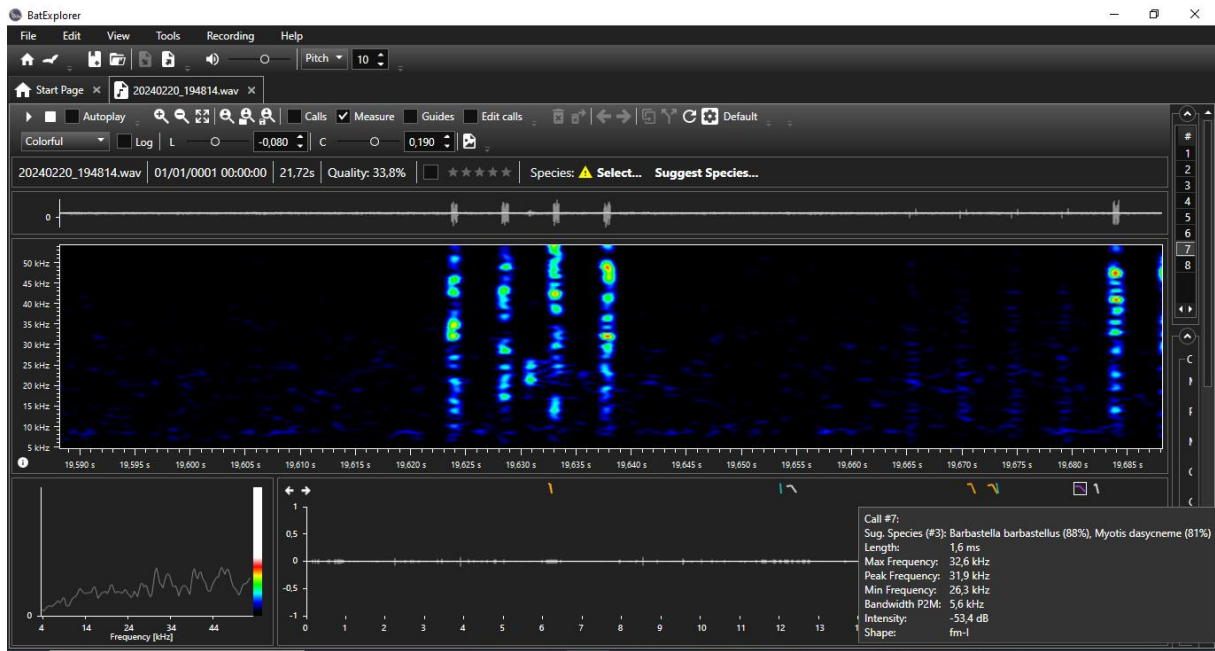 BatExplorer
File Edit View Tools Recording Help
Pitch 10
Start Page × 20240220_194814.wav ×
Autoplay Calls Measure Guides Edit calls Default
Colorful Log L -0,080 C 0,190
20240220_194814.wav 01/01/0001 00:00:00 21,72s Quality: 33,8% Species: Select... Suggest Species...
#
1
2
3
4
5
6
7
8
0
50 kHz
45 kHz
40 kHz
35 kHz
30 kHz
25 kHz
20 kHz
15 kHz
10 kHz
5 kHz
19,590 s 19,595 s 19,600 s 19,605 s 19,610 s 19,615 s 19,620 s 19,625 s 19,630 s 19,635 s 19,640 s 19,645 s 19,650 s 19,655 s 19,660 s 19,665 s 19,670 s 19,675 s 19,680 s 19,685 s
0
4 14 24 34 44
Frequency [kHz]
1
0,5
0
-0,5
-1
0 1 2 3 4 5 6 7 8 9 10 11 12 13
Call #7:
Sug. Species (#3): Barbastella barbastellus (88%), Myotis dasycneme (81%)
Length: 1,6 ms
Max Frequency: 32,6 kHz
Peak Frequency: 31,9 kHz
Min Frequency: 26,3 kHz
Bandwidth P2M: 5,6 kHz
Intensity: -53,4 dB
Shape: fm-l